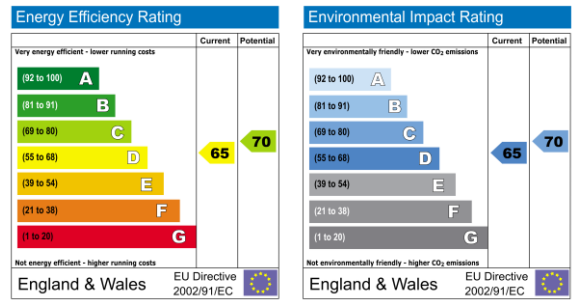 Energy Efficiency Rating
Current Potential
Very energy efficient - lower running costs
(92 to 100) A
(81 to 91) B
(69 to 80) C
(55 to 68) D
(39 to 54) E
(21 to 38) F
(1 to 20) G
65
70
Not energy efficient - higher running costs
England & Wales
EU Directive
2002/91/EC
Environmental Impact Rating
Current Potential
Very environmentally friendly - lower CO₂ emissions
(92 to 100) A
(81 to 91) B
(69 to 80) C
(55 to 68) D
(39 to 54) E
(21 to 38) F
(1 to 20) G
65
70
Not environmentally friendly - higher CO₂ emissions
England & Wales
EU Directive
2002/91/EC